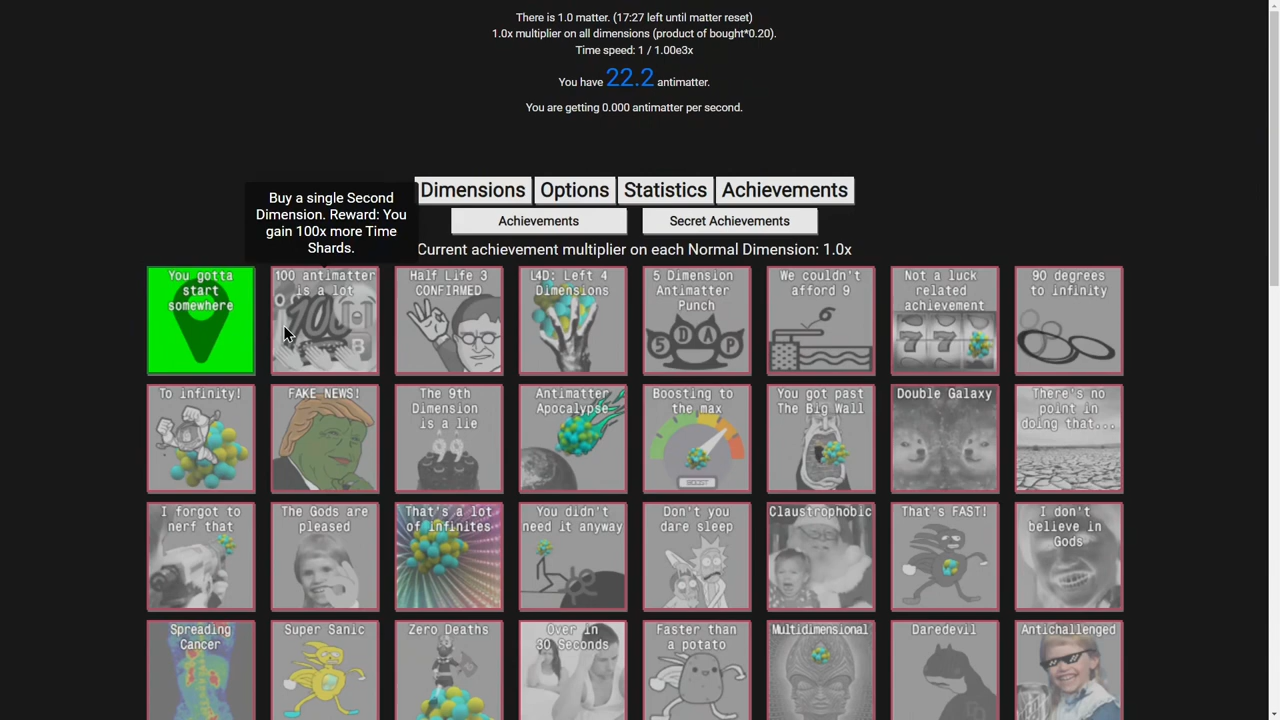 There is 1.0 matter. (17:27 left until matter reset)
1.0x multiplier on all dimensions (product of bought*0.20).
Time speed: 1 / 1.00e3x
You have 22.2 antimatter.
You are getting 0.000 antimatter per second.
Dimensions Options Statistics Achievements
Buy a single Second
Dimension. Reward: You
gain 100x more Time
Shards.
Achievements Secret Achievements
Current achievement multiplier on each Normal Dimension: 1.0x
You gotta
start
somewhere
100 antimatter
is a lot
100
Half Life 3
CONFIRMED
L4D: Left 4
Dimensions
5 Dimension
Antimatter
Punch
5 D A P
We couldn't
afford 9
Not a luck
related
achievement
7 7
90 degrees
to infinity
To infinity!
FAKE NEWS!
The 9th
Dimension
is a lie
99
Antimatter
Apocalypse
Boosting to
the max
You got past
The Big Wall
Double Galaxy
There's no
point in
doing that...
I forgot to
nerf that
The Gods are
pleased
That's a lot
of infinites
You didn't
need it anyway
Don't you
dare sleep
Claustrophobic
That's FAST!
I don't
believe in
Gods
Spreading
Cancer
Super Sanic
Zero Deaths
Over in
30 Seconds
Faster than
a potato
Multidimensional
Daredevil
Antichallenged